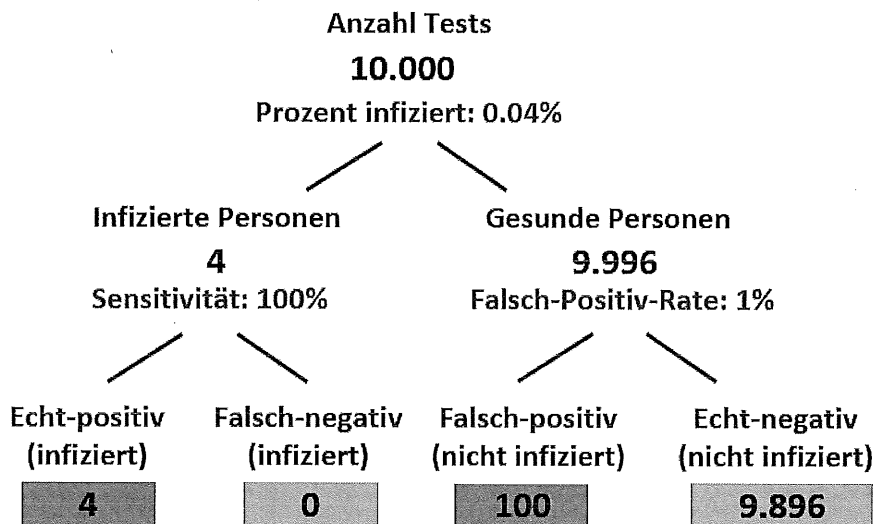 Anzahl Tests
10.000
Prozent infiziert: 0.04%
Infizierte Personen
4
Sensitivität: 100%
Gesunde Personen
9.996
Falsch-Positiv-Rate: 1%
Echt-positiv
(infiziert)
4
Falsch-negativ
(infiziert)
0
Falsch-positiv
(nicht infiziert)
100
Echt-negativ
(nicht infiziert)
9.896